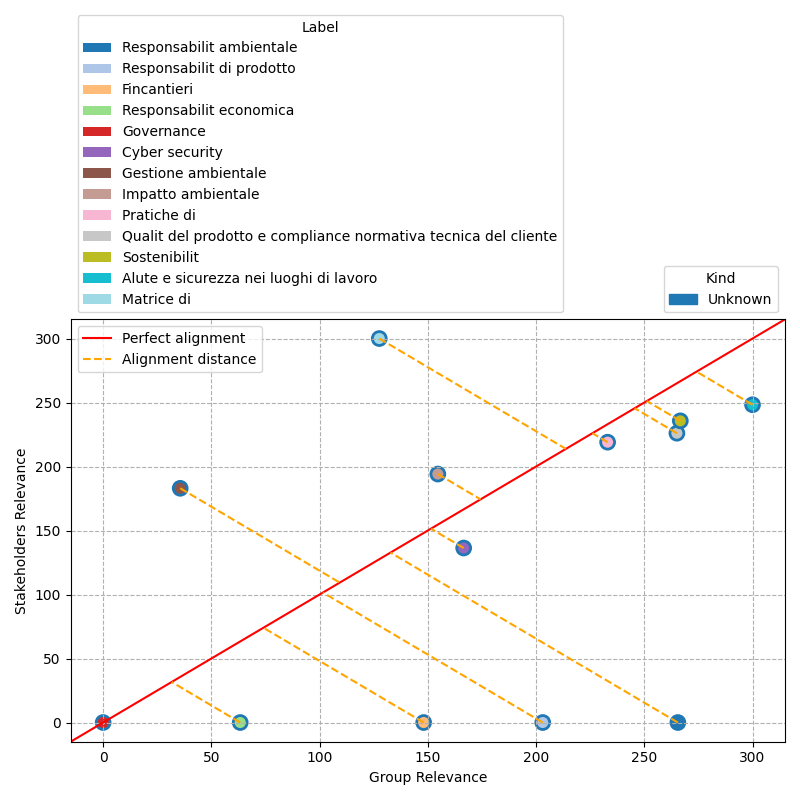 Label
Responsabilit ambientale
Responsabilit di prodotto
Fincantieri
Responsabilit economica
Governance
Cyber security
Gestione ambientale
Impatto ambientale
Pratiche di
Qualit del prodotto e compliance normativa tecnica del cliente
Sostenibilit
Alute e sicurezza nei luoghi di lavoro
Matrice di
Kind
Unknown
Perfect alignment
Alignment distance
Stakeholders Relevance
300
250
200
150
100
50
0
0 50 100 150 200 250 300
Group Relevance